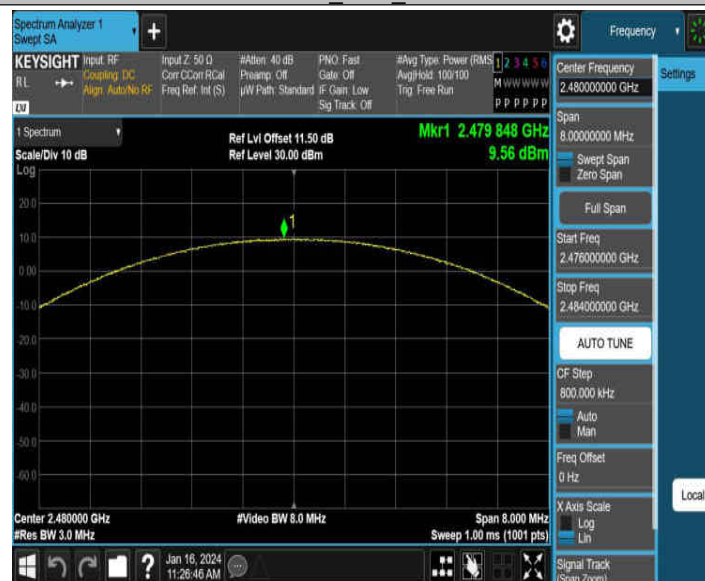 Spectrum Analyzer 1
Swept SA
+
Frequency
KEYSIGHT
RL
LXI
Input: RF
Coupling: DC
Align: Auto/No RF
Input Z: 50 Ω
Corr CCorr RCal
Freq Ref: Int (S)
#Atten: 40 dB
Preamp: Off
µW Path: Standard
PNO: Fast
Gate: Off
IF Gain: Low
Sig Track: Off
#Avg Type: Power (RMS
Avg|Hold: 100/100
Trig: Free Run
1 2 3 4 5 6
M W W W W W
P P P P P P
1 Spectrum
Scale/Div 10 dB
Ref Lvl Offset 11.50 dB
Ref Level 30.00 dBm
Mkr1 2.479 848 GHz
9.56 dBm
Log
20.0
10.0
0.00
-10.0
-20.0
-30.0
-40.0
-50.0
-60.0
1
Center 2.480000 GHz
#Res BW 3.0 MHz
#Video BW 8.0 MHz
Span 8.000 MHz
Sweep 1.00 ms (1001 pts)
?
Jan 16, 2024
11:26:46 AM
Center Frequency
2.480000000 GHz
Span
8.00000000 MHz
Swept Span
Zero Span
Full Span
Start Freq
2.476000000 GHz
Stop Freq
2.484000000 GHz
AUTO TUNE
CF Step
800.000 kHz
Auto
Man
Freq Offset
0 Hz
X Axis Scale
Log
Lin
Signal Track
(Span Zoom)
Settings
Local